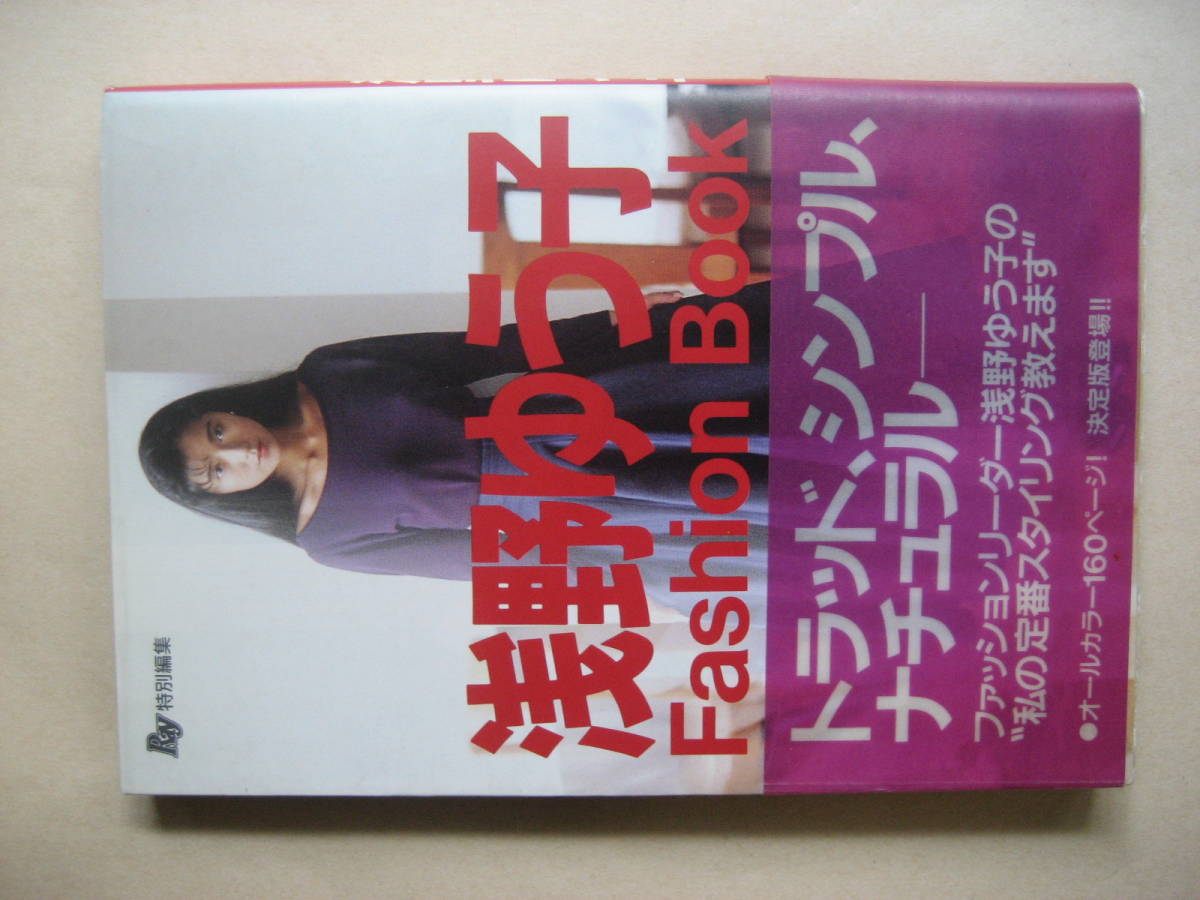 Ray特別編集
浅野ゆう子
Fashion Book
トラッド、シンプル、
ナチュラル——
ファッションリーダー浅野ゆう子の
"私の定番スタイリング教えます"
●オールカラー160ページ! 決定版登場!!